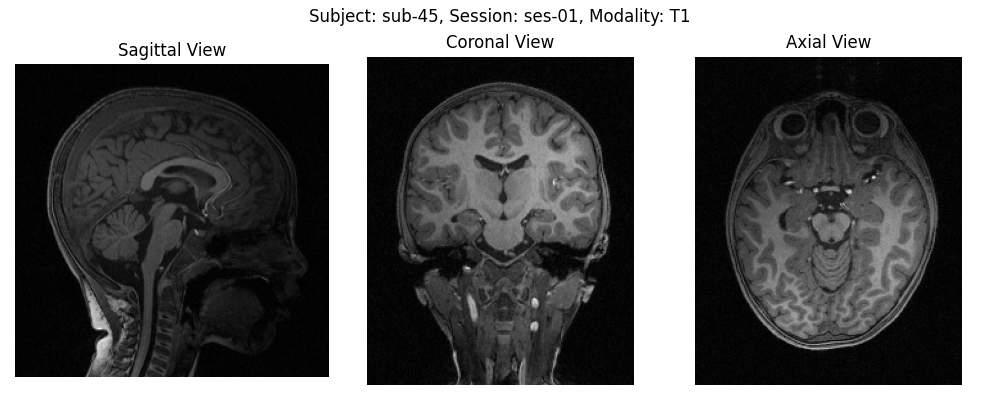 Subject: sub-45, Session: ses-01, Modality: T1
Sagittal View
Coronal View
Axial View